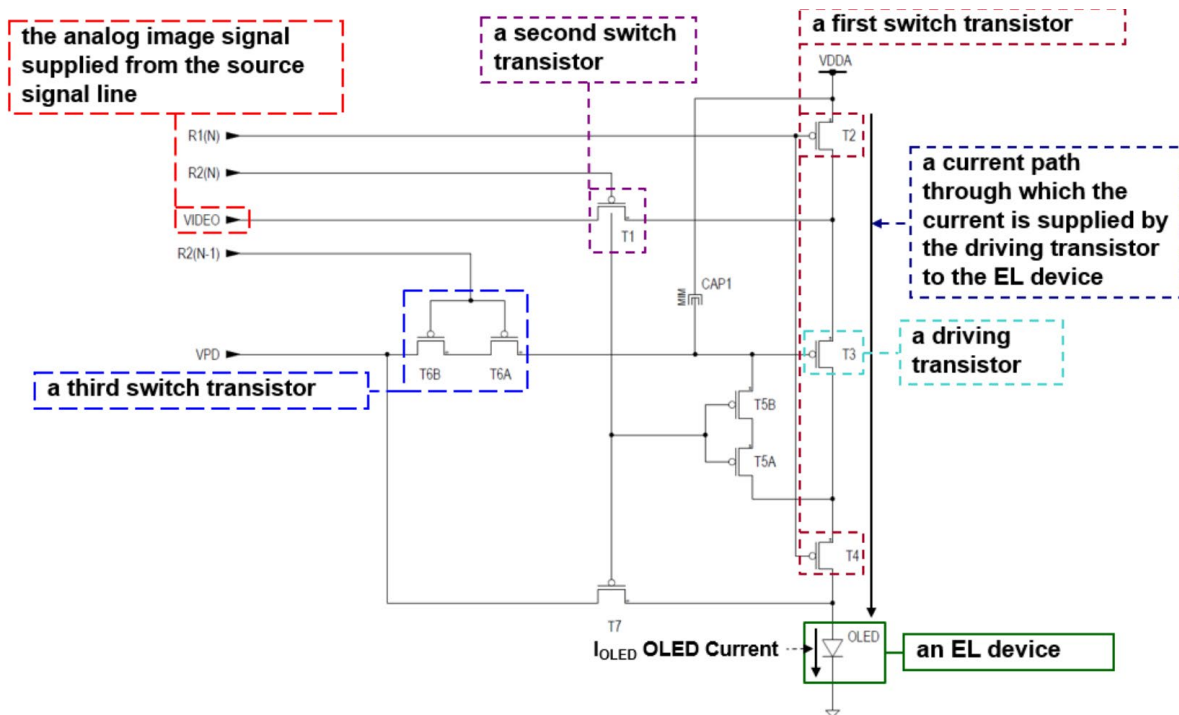 the analog image signal
supplied from the source
signal line
a second switch
transistor
a first switch transistor
VDDA
R1(N)
T2
R2(N)
a current path
through which the
current is supplied by
the driving transistor
to the EL device
VIDEO
T1
R2(N-1)
CAP1
MIM
VPD
T6B
T6A
T3
a driving
transistor
a third switch transistor
T5B
T5A
T4
T7
IOLED OLED Current
OLED
an EL device